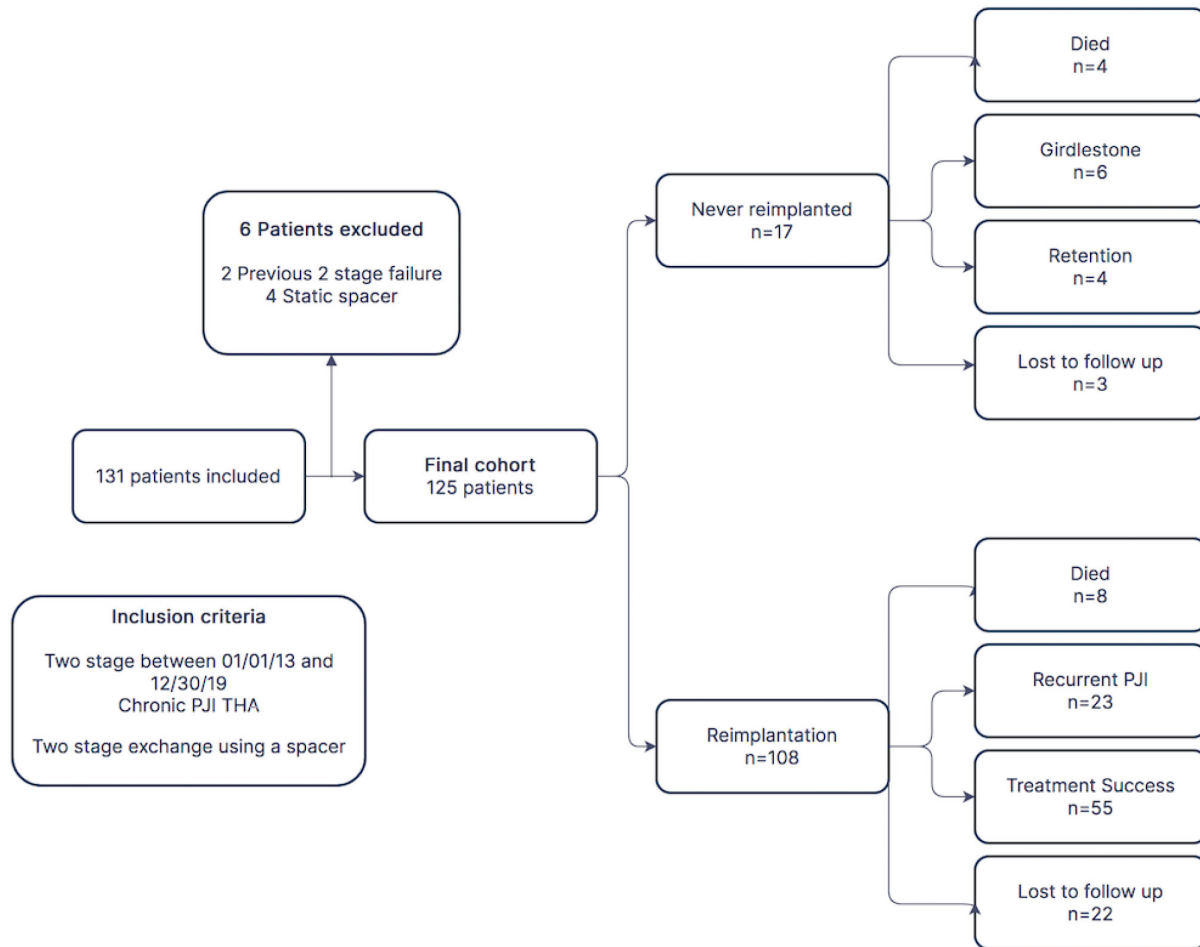 6 Patients excluded
2 Previous 2 stage failure
4 Static spacer
131 patients included
Final cohort
125 patients
Inclusion criteria
Two stage between 01/01/13 and
12/30/19
Chronic PJI THA
Two stage exchange using a spacer
Never reimplanted
n=17
Died
n=4
Girdlestone
n=6
Retention
n=4
Lost to follow up
n=3
Reimplantation
n=108
Died
n=8
Recurrent PJI
n=23
Treatment Success
n=55
Lost to follow up
n=22